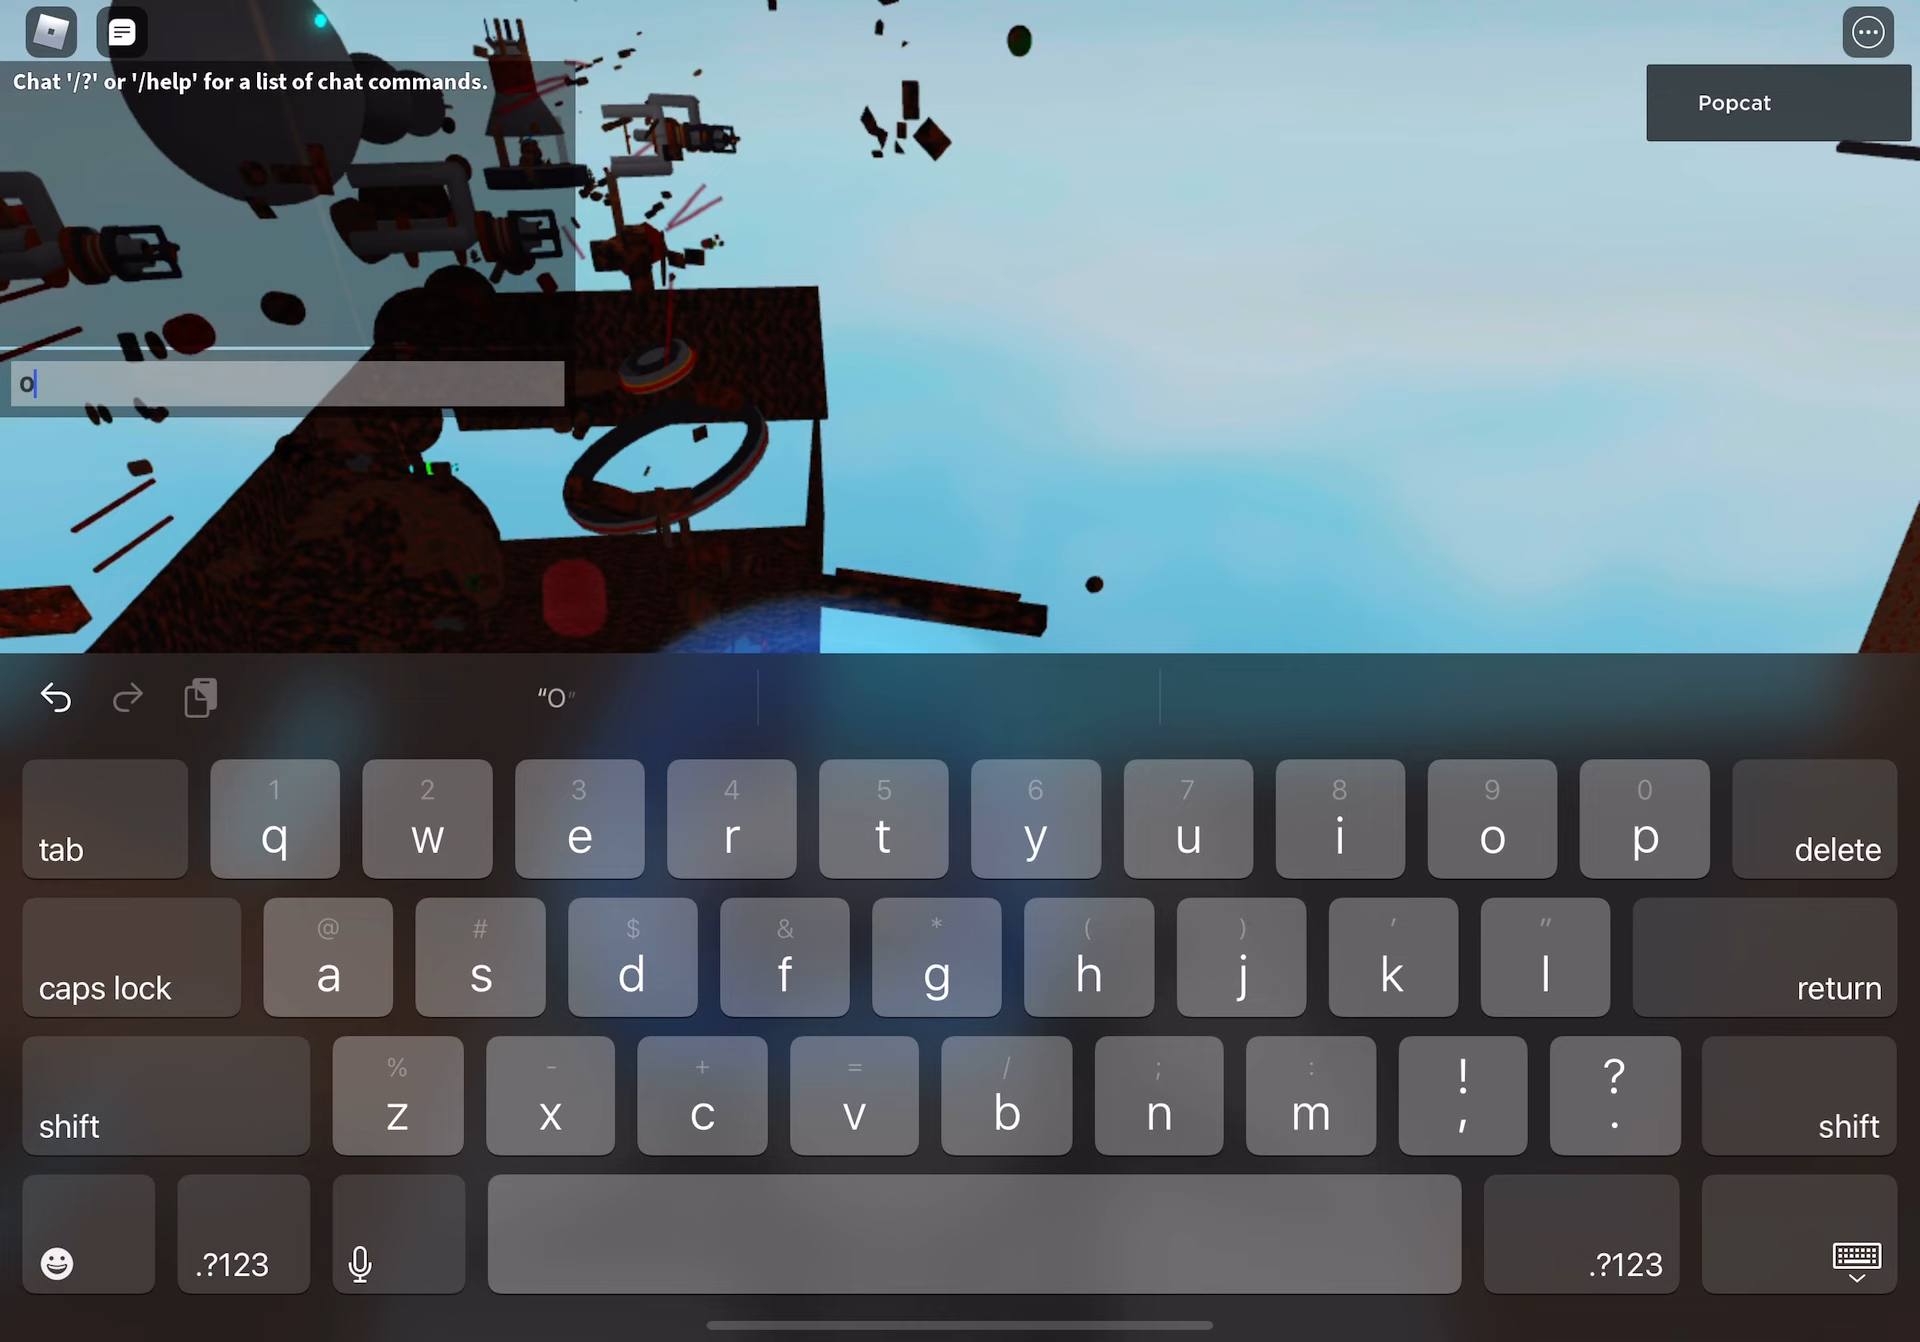 Chat '/?' or '/help' for a list of chat commands.
Popcat
o
“O”
1 2 3 4 5 6 7 8 9 0
tab q w e r t y u i o p delete
@ # $ & * ( ) ' "
caps lock a s d f g h j k l return
% - + = / ; : ! ?
shift z x c v b n m , . shift
.?123 .?123